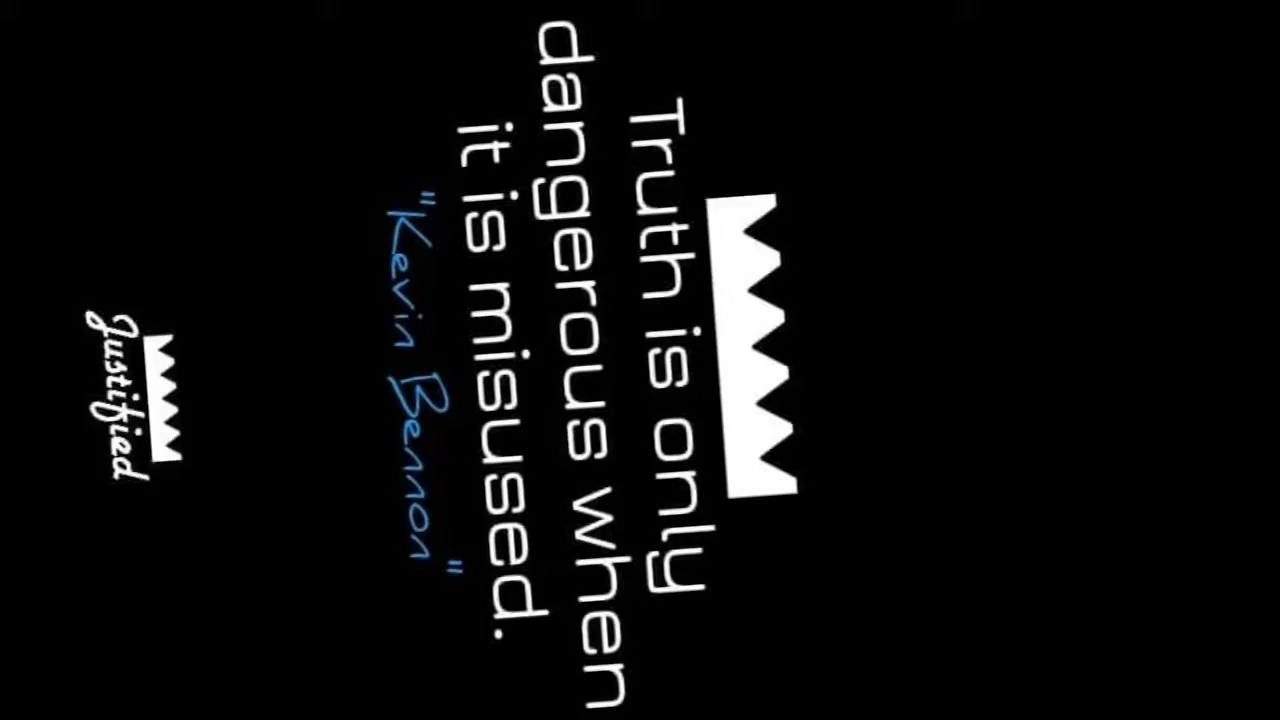 Truth is only
dangerous when
it is misused.
"Kevin Bennon"
Justified